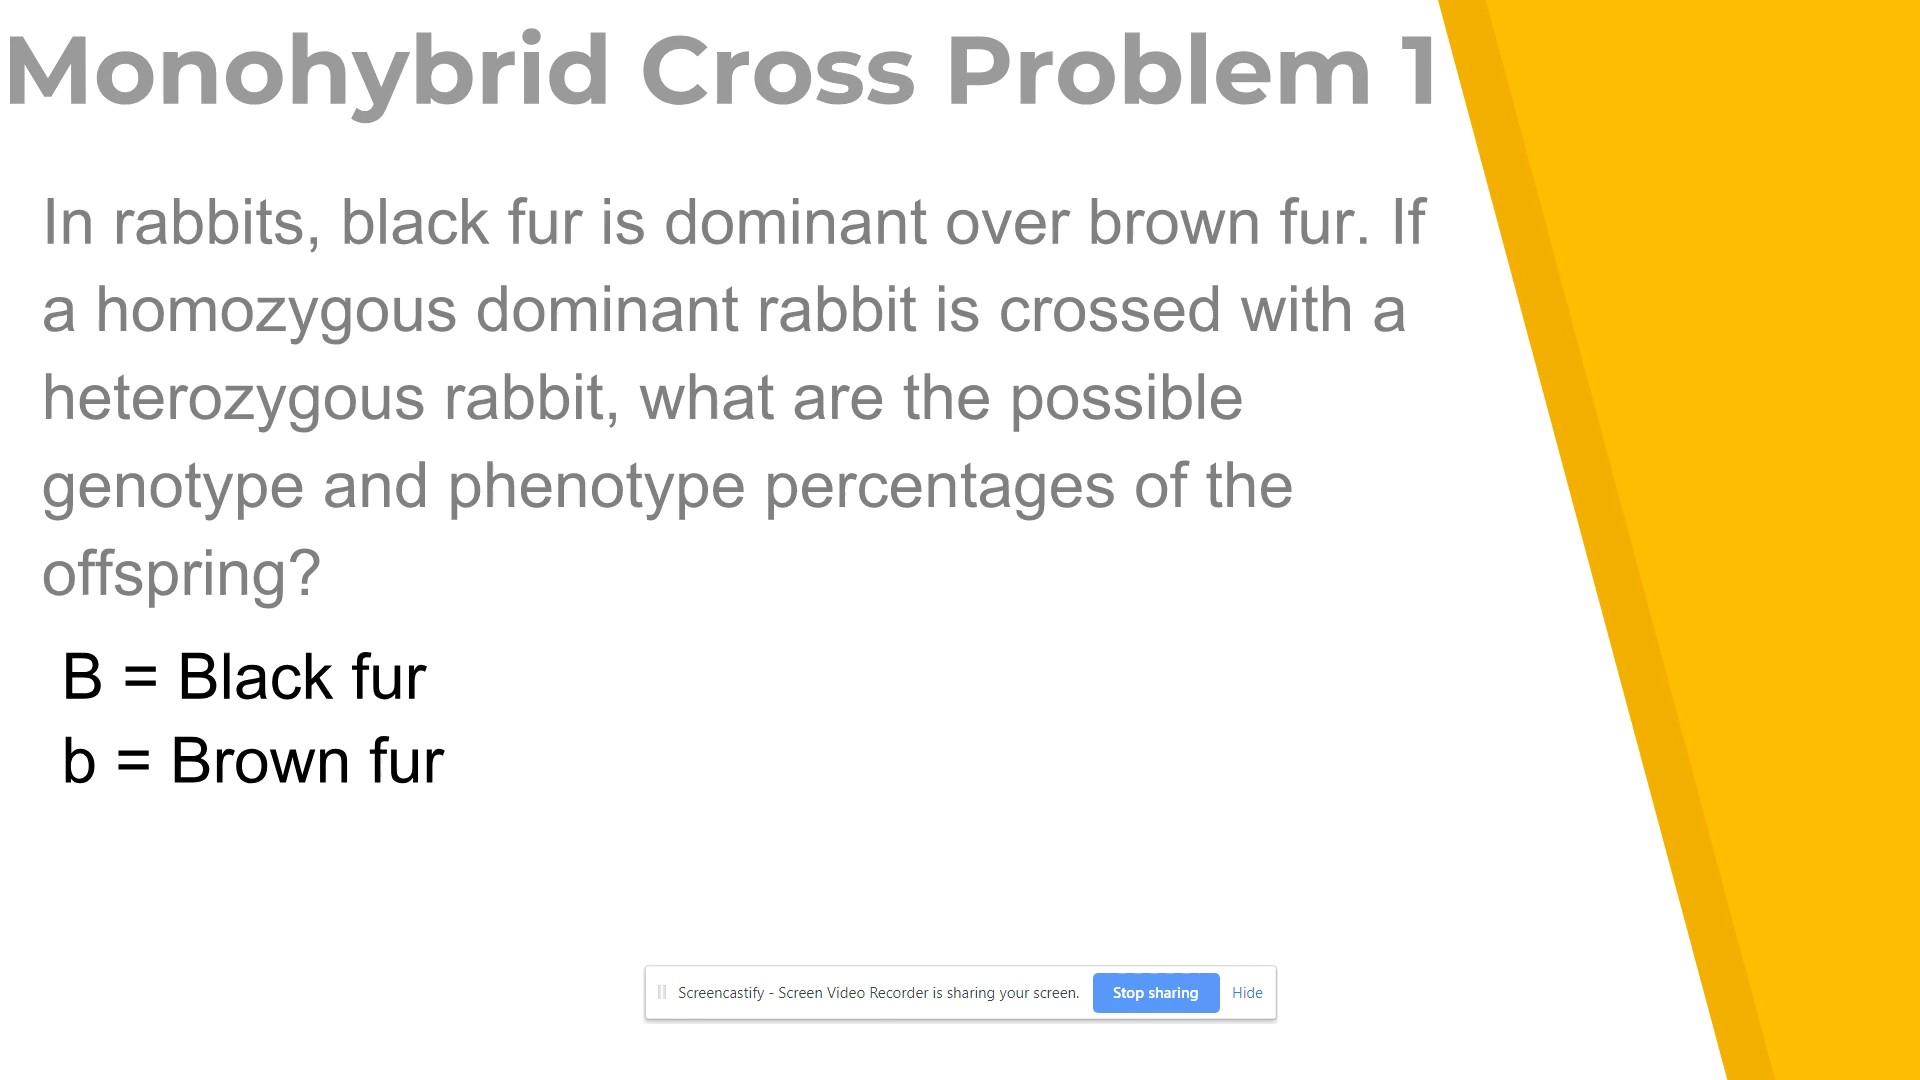 Monohybrid Cross Problem 1
In rabbits, black fur is dominant over brown fur. If
a homozygous dominant rabbit is crossed with a
heterozygous rabbit, what are the possible
genotype and phenotype percentages of the
offspring?
B = Black fur
b = Brown fur
Screencastify - Screen Video Recorder is sharing your screen. Stop sharing Hide